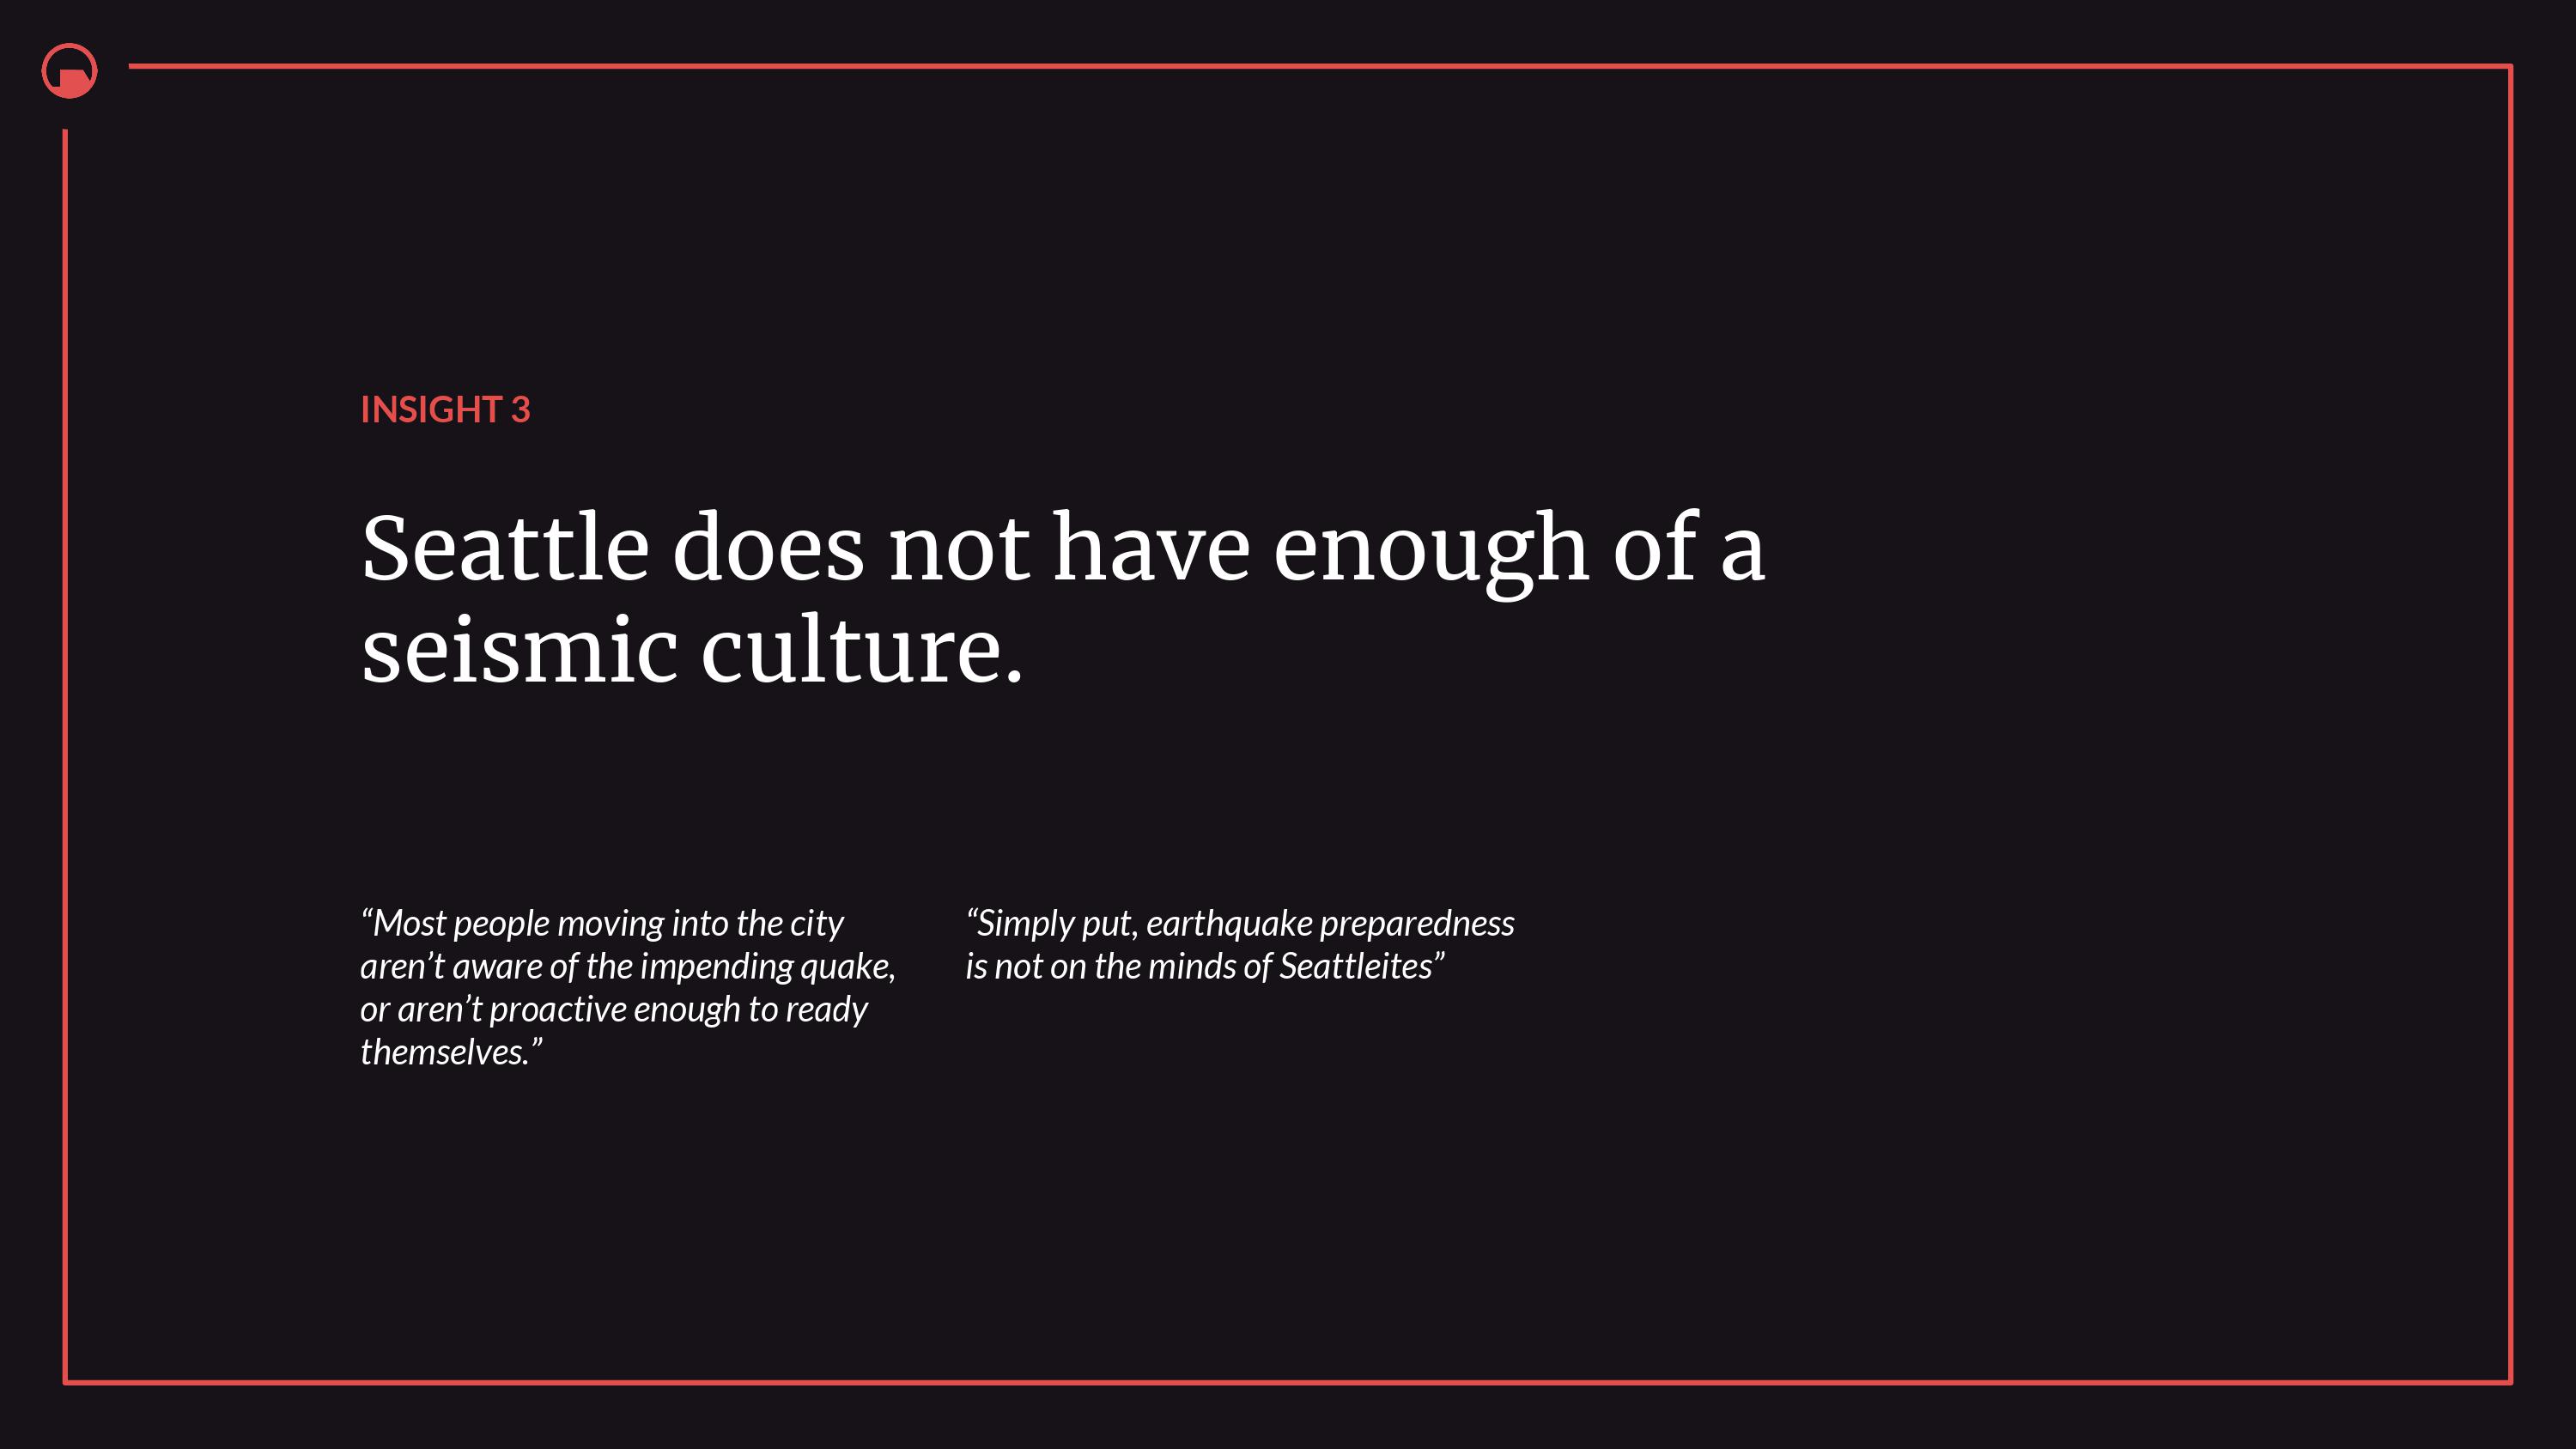 INSIGHT 3
Seattle does not have enough of a
seismic culture.
“Most people moving into the city
aren’t aware of the impending quake,
or aren’t proactive enough to ready
themselves.”
“Simply put, earthquake preparedness
is not on the minds of Seattleites”